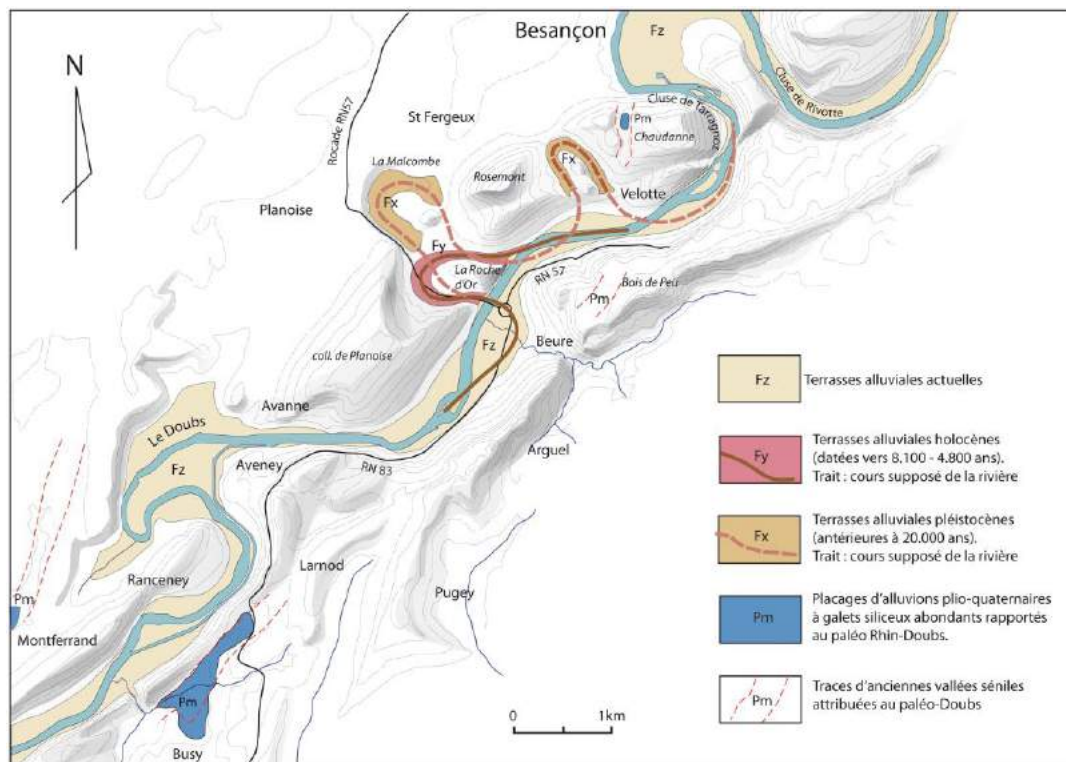 Besançon
Fz
Cluse de Rivotte
Cluse de Tarragnoz
N
Rocade RN57
St Fergeux
Pm
Chaudanne
La Malcombe
Rosemont
Fx
Velotte
Planoise
Fx
Fy
La Roche
d'Or
RN 57
Pm
Bois de Peu
coll. de Planoise
Fz
Beure
Avanne
Le Doubs
Fz
Aveney
RN 83
Arguel
Larnod
Ranceney
Pugey
Pm
Montferrand
Pm
Busy
0 1km
Fz Terrasses alluviales actuelles
Fy
Terrasses alluviales holocènes
(datées vers 8.100 - 4.800 ans).
Trait : cours supposé de la rivière
Fx
Terrasses alluviales pléistocènes
(antérieures à 20.000 ans).
Trait : cours supposé de la rivière
Pm
Placages d'alluvions plio-quaternaires
à galets siliceux abondants rapportés
au paléo Rhin-Doubs.
Pm
Traces d'anciennes vallées séniles
attribuées au paléo-Doubs